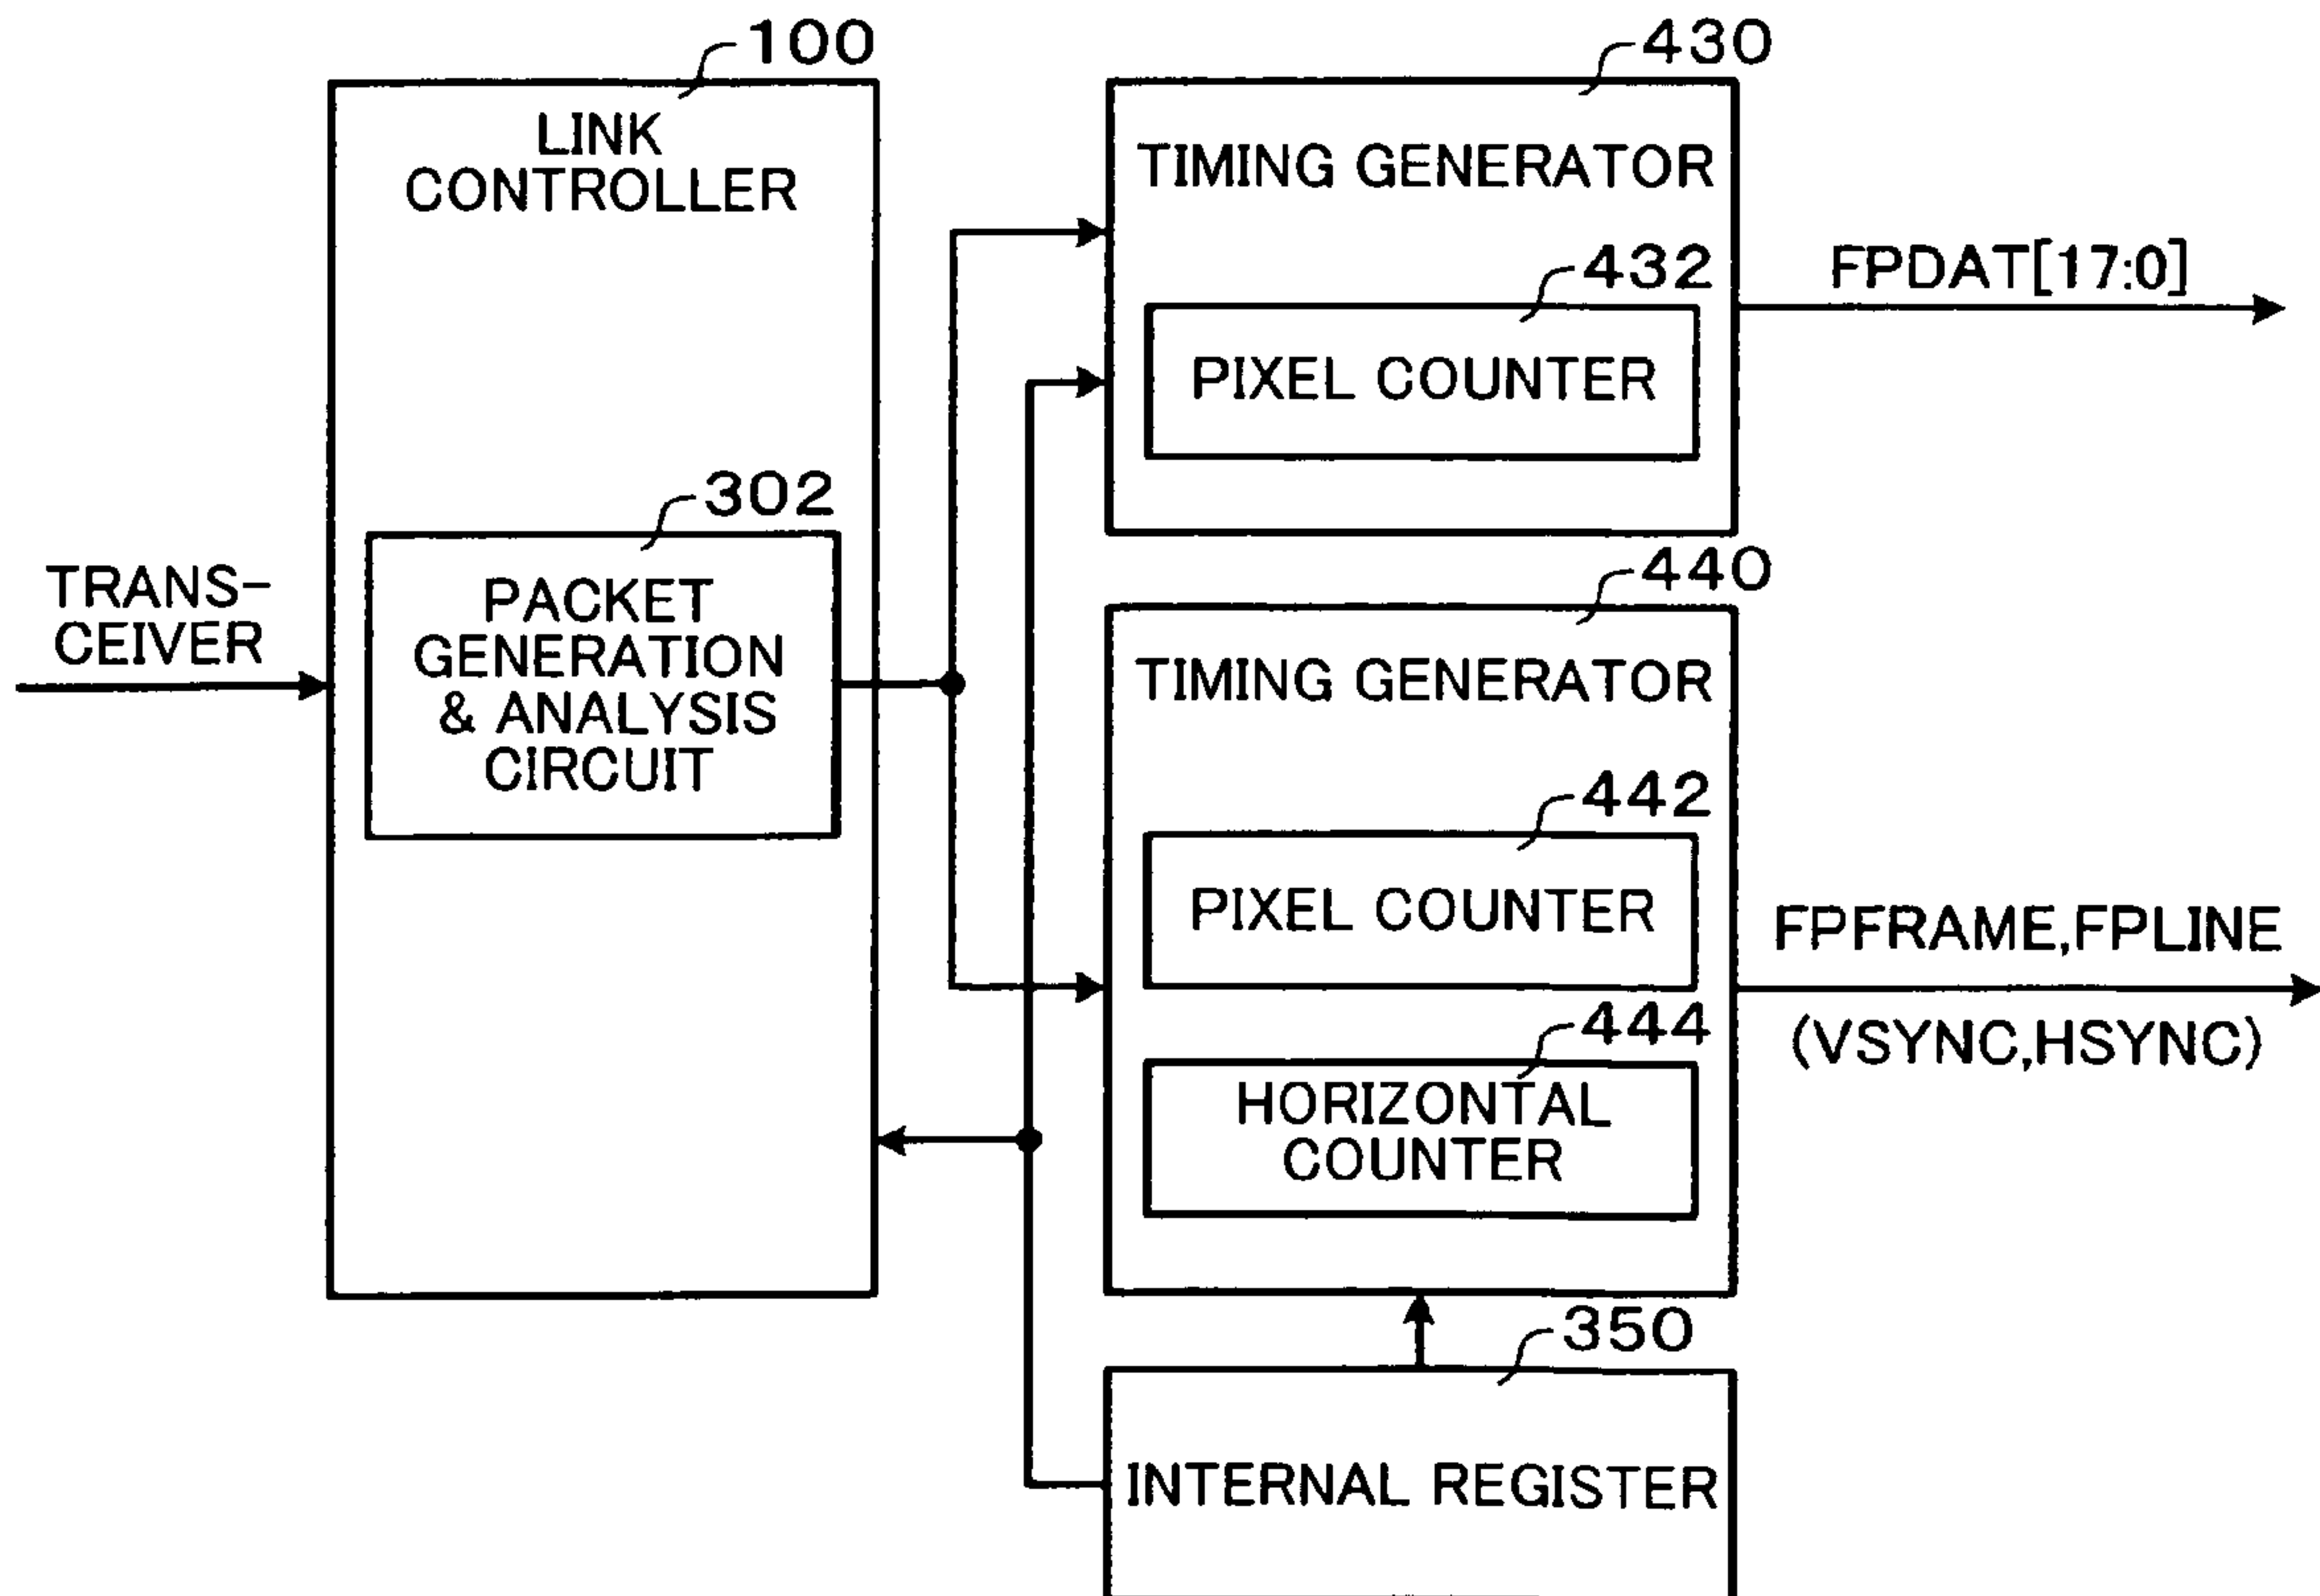 100
LINK
CONTROLLER
302
PACKET
GENERATION
& ANALYSIS
CIRCUIT
TRANS-
CEIVER
430
TIMING GENERATOR
432
PIXEL COUNTER
FPDAT[17:0]
440
TIMING GENERATOR
442
PIXEL COUNTER
444
HORIZONTAL
COUNTER
FPFRAME,FPLINE
(VSYNC,HSYNC)
350
INTERNAL REGISTER